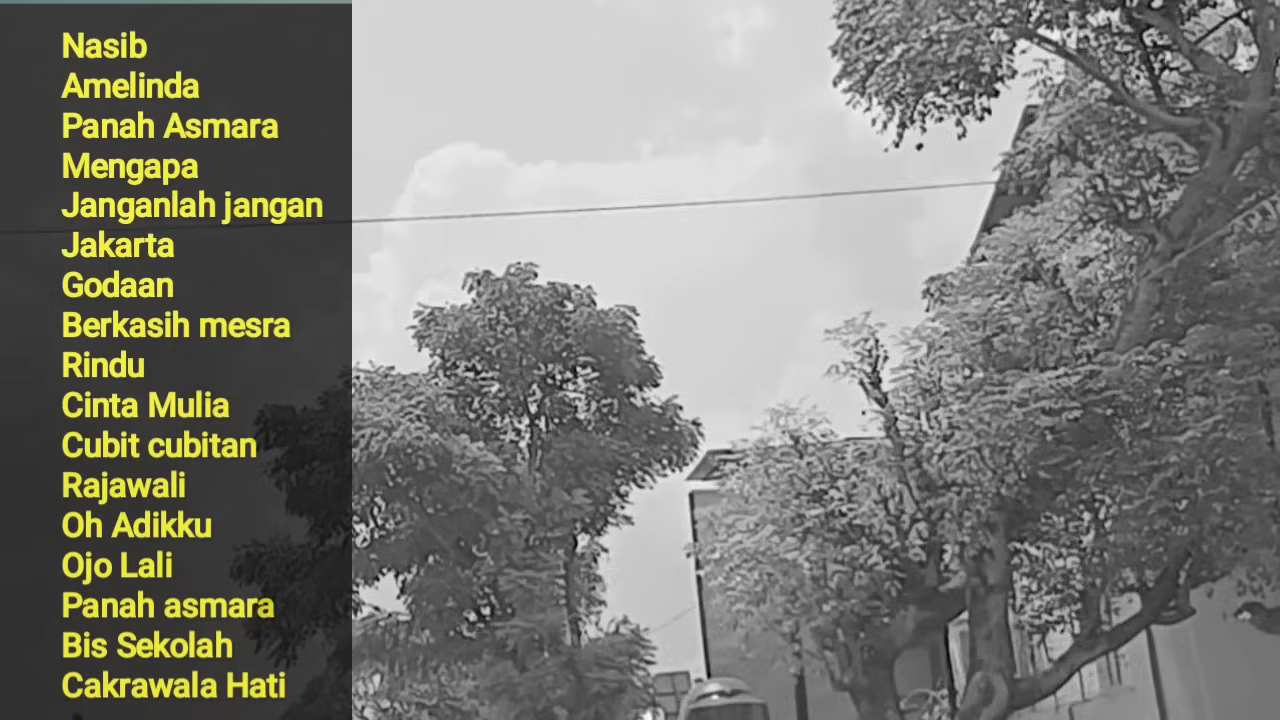 Nasib
Amelinda
Panah Asmara
Mengapa
Janganlah jangan
Jakarta
Godaan
Berkasih mesra
Rindu
Cinta Mulia
Cubit cubitan
Rajawali
Oh Adikku
Ojo Lali
Panah asmara
Bis Sekolah
Cakrawala Hati